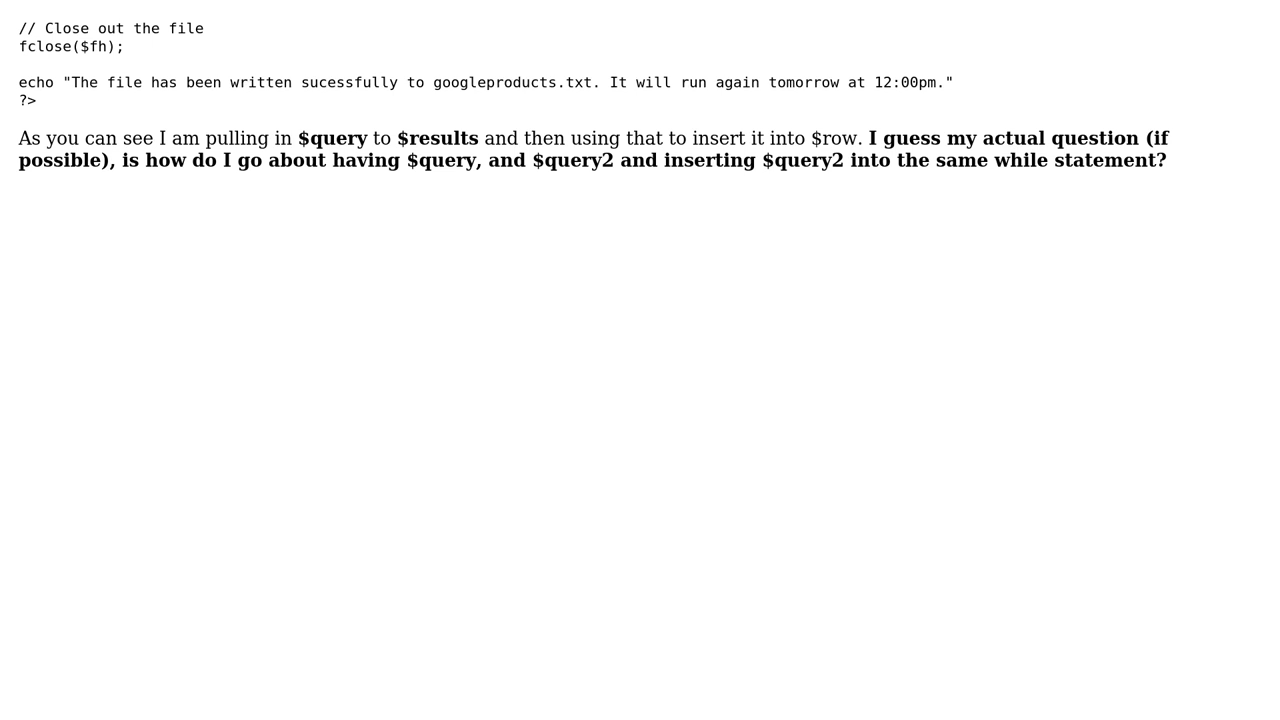 // Close out the file
fclose($fh);
echo "The file has been written sucessfully to googleproducts.txt. It will run again tomorrow at 12:00pm."
?>
As you can see I am pulling in $query to $results and then using that to insert it into $row. I guess my actual question (if
possible), is how do I go about having $query, and $query2 and inserting $query2 into the same while statement?